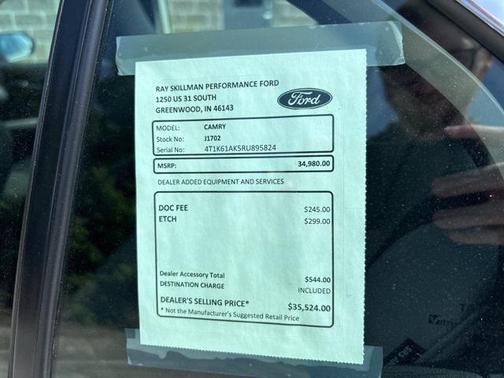 RAY SKILLMAN PERFORMANCE FORD
1250 US 31 SOUTH
GREENWOOD, IN 46143
Ford
MODEL: CAMRY
Stock No: J1702
Serial No: 4T1K61AK5RU895824
MSRP: 34,980.00
DEALER ADDED EQUIPMENT AND SERVICES
DOC FEE $245.00
ETCH $299.00
Dealer Accessory Total $544.00
DESTINATION CHARGE INCLUDED
DEALER'S SELLING PRICE* $35,524.00
* Not the Manufacturer's Suggested Retail Price